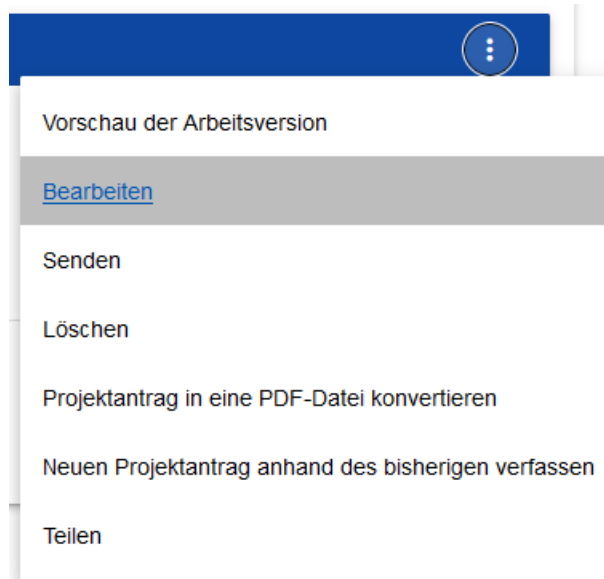 Vorschau der Arbeitsversion
Bearbeiten
Senden
Löschen
Projektantrag in eine PDF-Datei konvertieren
Neuen Projektantrag anhand des bisherigen verfassen
Teilen